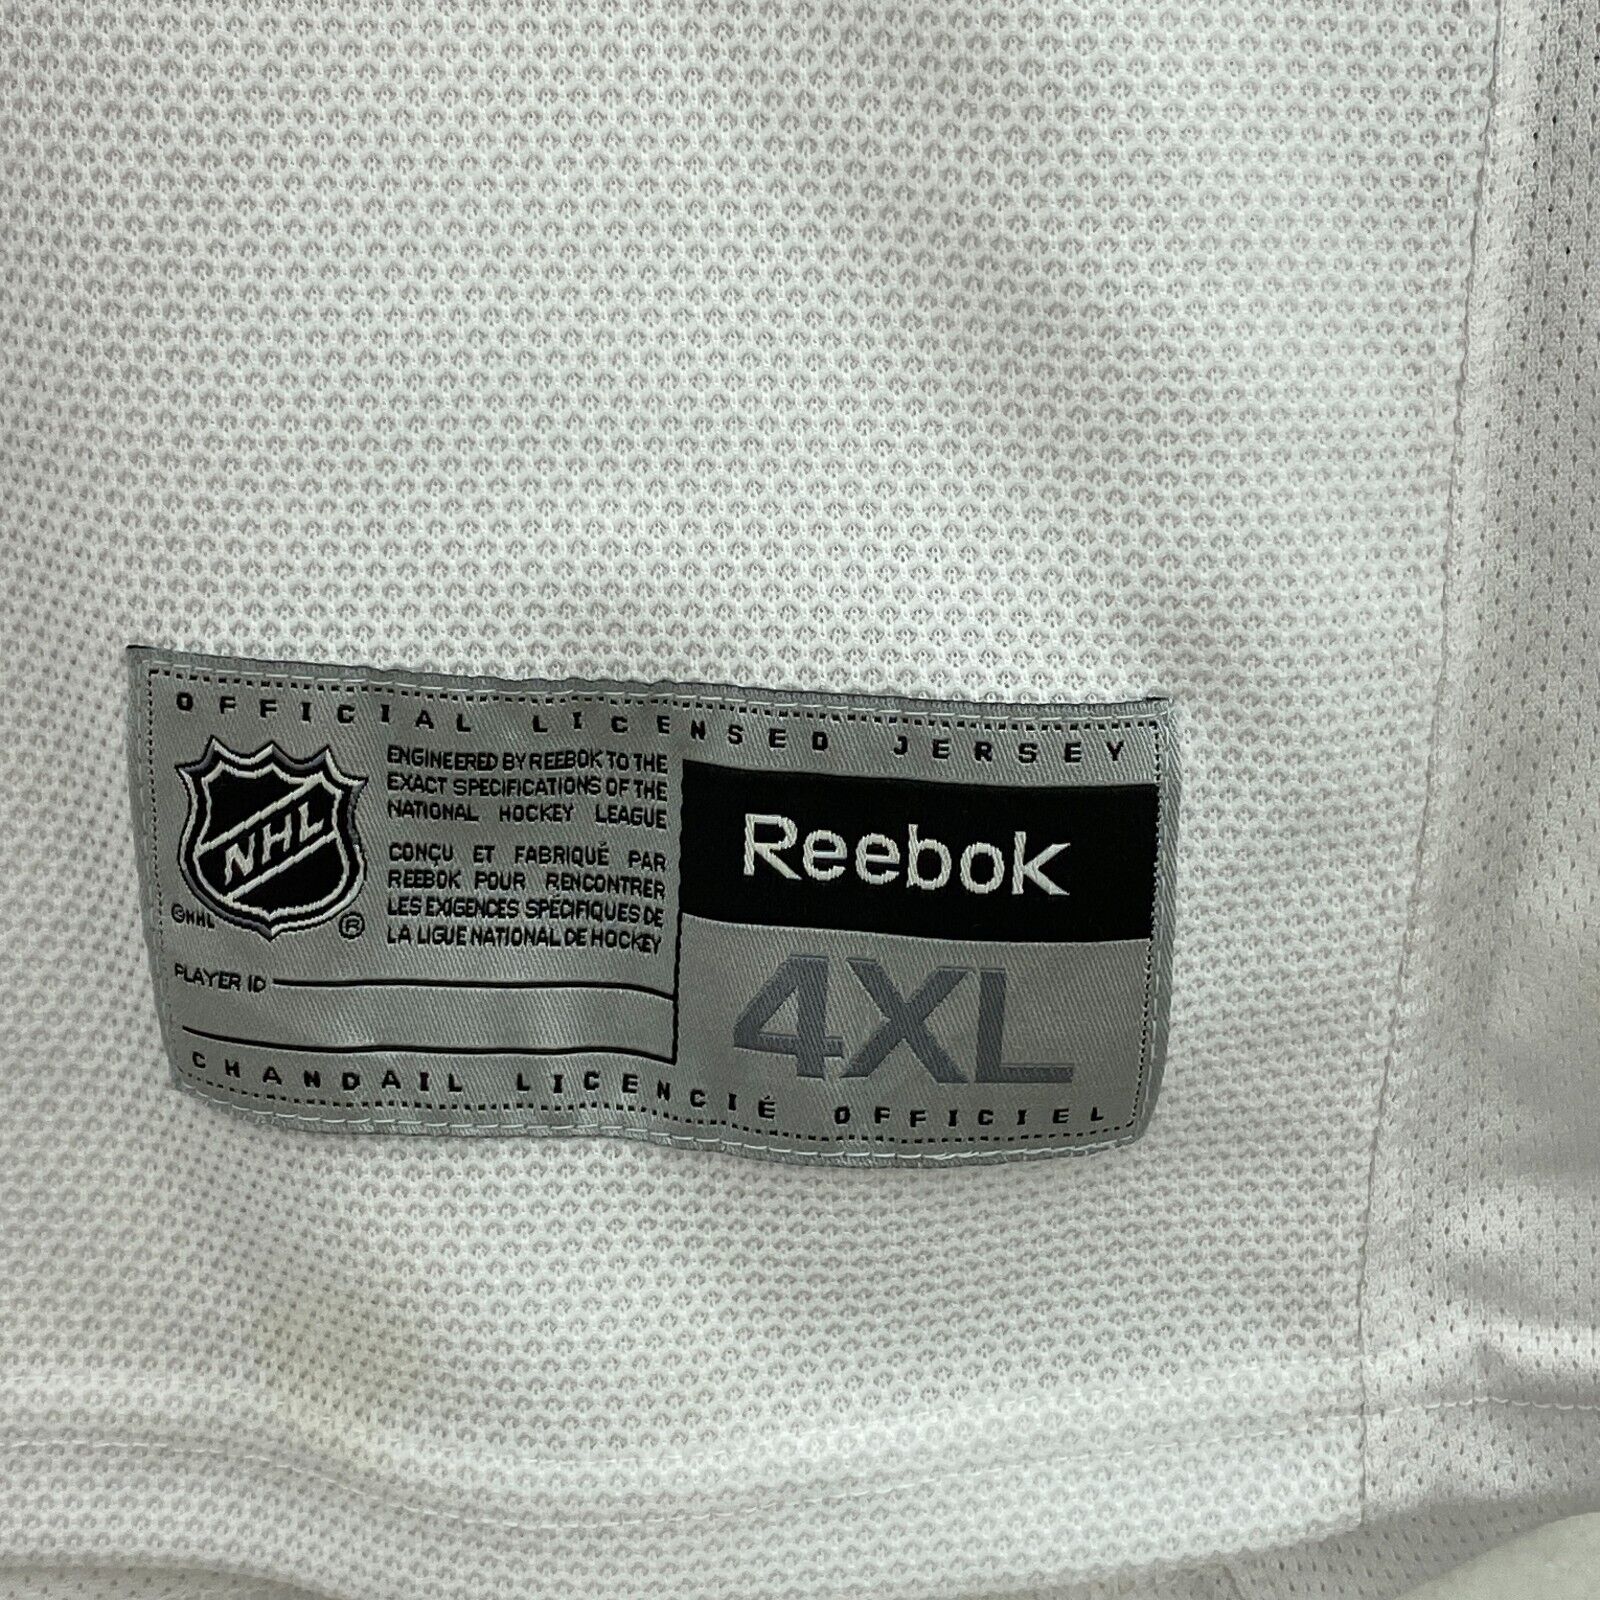 OFFICIAL LICENSED JERSEY
NHL
©NHL
®
ENGINEERED BY REEBOK TO THE
EXACT SPECIFICATIONS OF THE
NATIONAL HOCKEY LEAGUE
CONÇU ET FABRIQUÉ PAR
REEBOK POUR RENCONTRER
LES EXIGENCES SPÉCIFIQUES DE
LA LIGUE NATIONAL DE HOCKEY
PLAYER ID
Reebok
4XL
CHANDAIL LICENCIÉ OFFICIEL